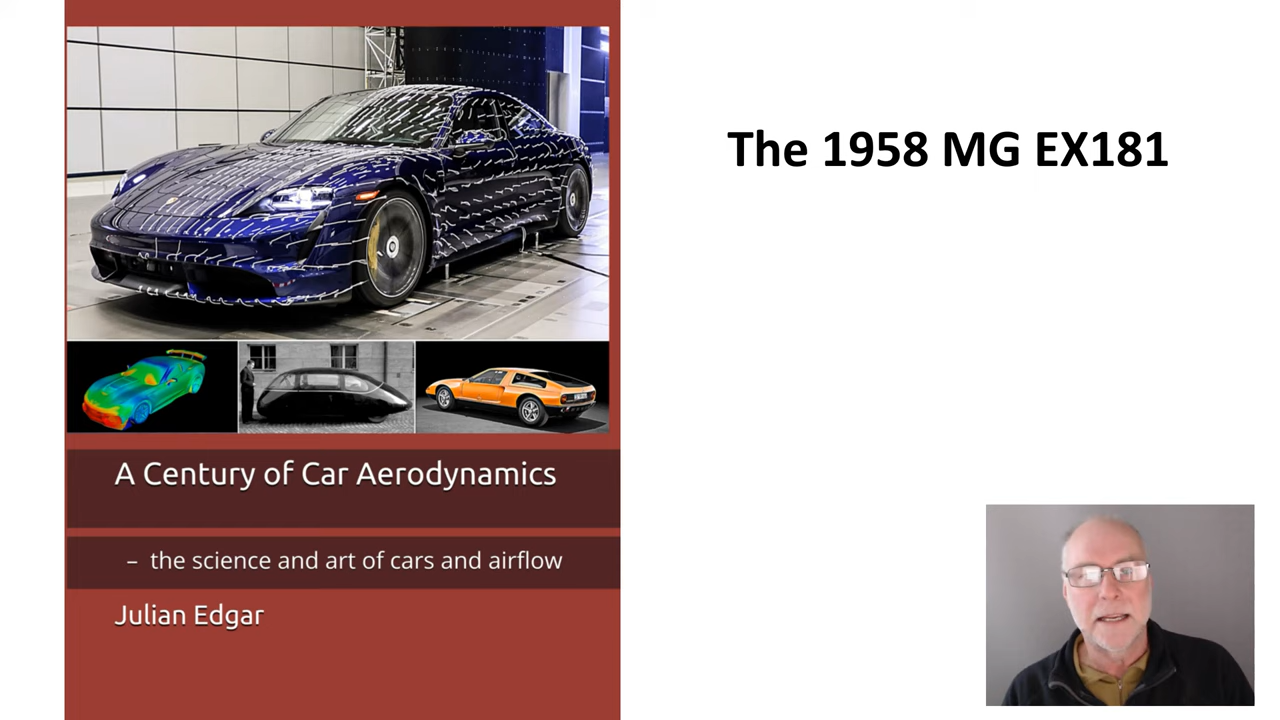 The 1958 MG EX181
A Century of Car Aerodynamics
– the science and art of cars and airflow
Julian Edgar